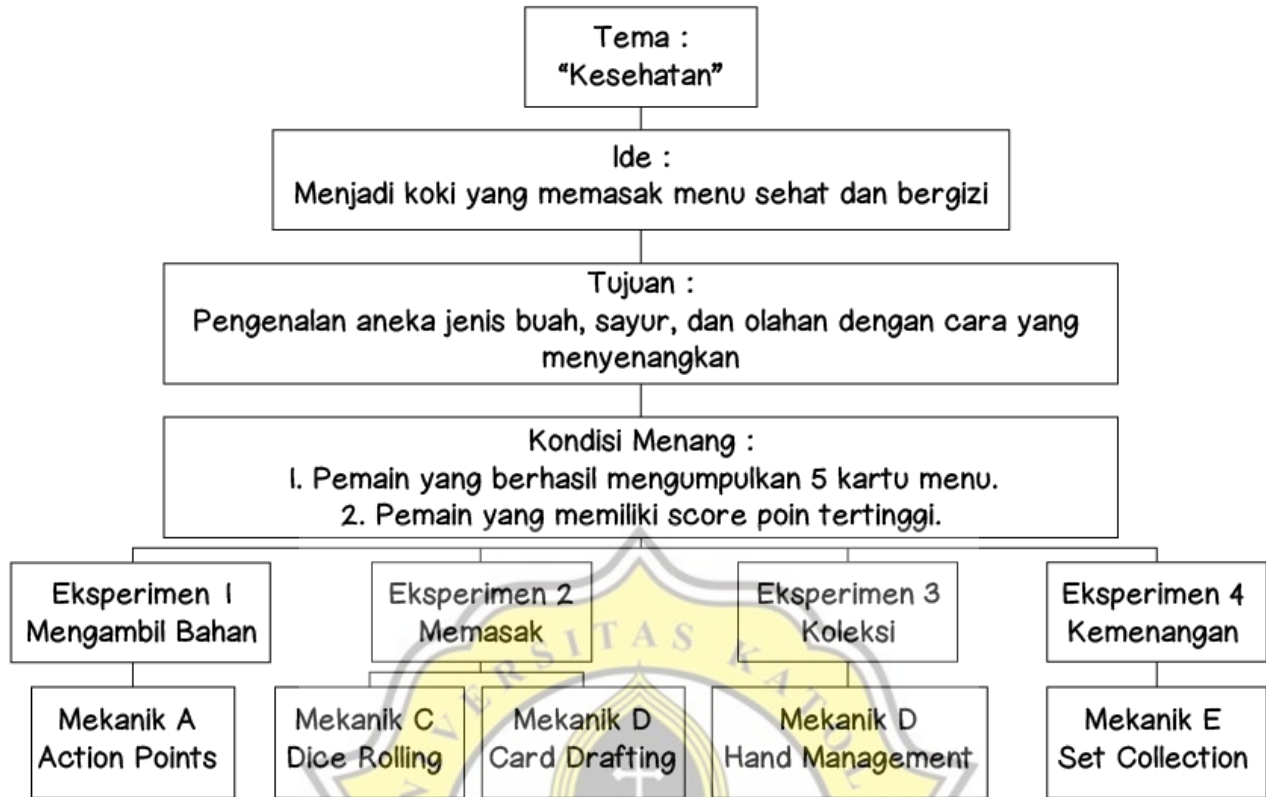 Tema :
“Kesehatan”
Ide :
Menjadi koki yang memasak menu sehat dan bergizi
Tujuan :
Pengenalan aneka jenis buah, sayur, dan olahan dengan cara yang
menyenangkan
Kondisi Menang :
1. Pemain yang berhasil mengumpulkan 5 kartu menu.
2. Pemain yang memiliki score poin tertinggi.
Eksperimen 1
Mengambil Bahan
Eksperimen 2
Memasak
Eksperimen 3
Koleksi
Eksperimen 4
Kemenangan
Mekanik A
Action Points
Mekanik C
Dice Rolling
Mekanik D
Card Drafting
Mekanik D
Hand Management
Mekanik E
Set Collection